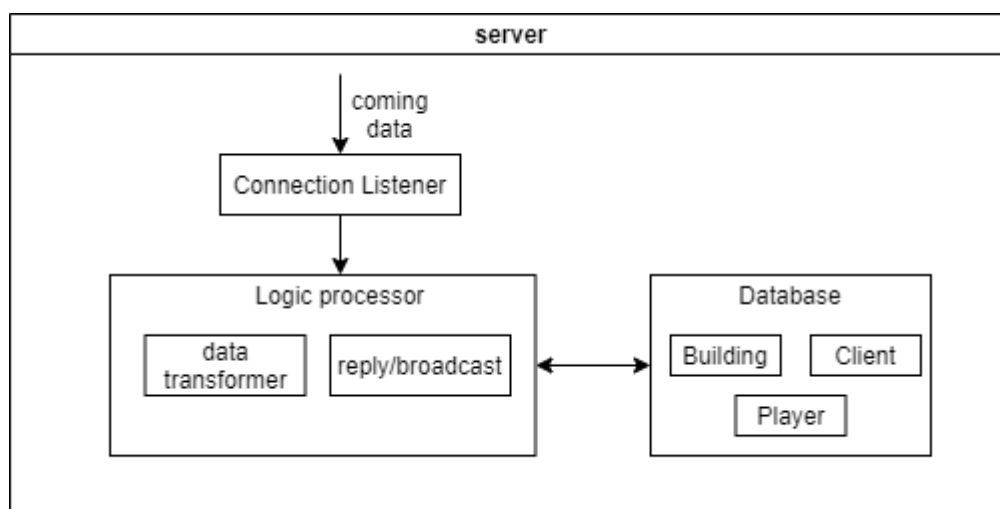 server
coming
data
Connection Listener
Logic processor
data
transformer
reply/broadcast
Database
Building
Client
Player